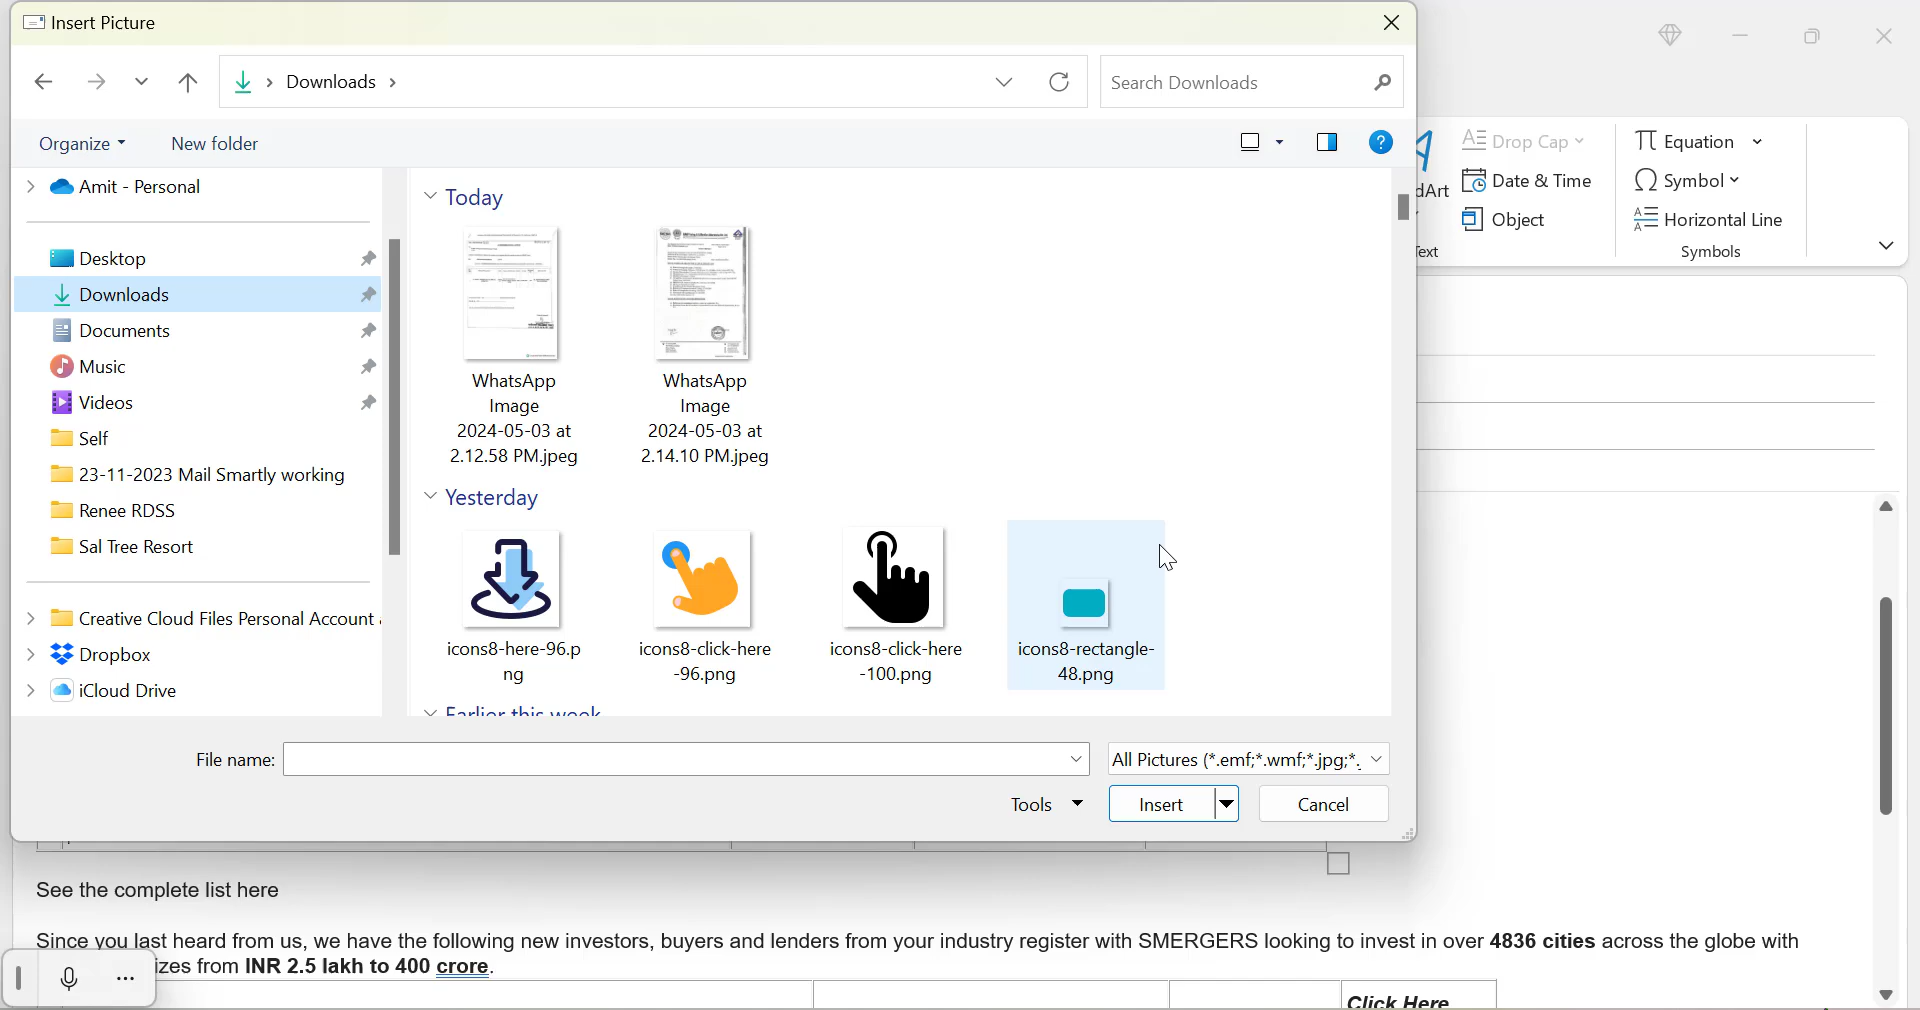 Insert Picture
Downloads
Search Downloads
Organize
New folder
Drop Cap
Equation
Date & Time
Symbol
Object
Horizontal Line
Symbols
Amit - Personal
Desktop
Downloads
Documents
Music
Videos
Self
23-11-2023 Mail Smartly working
Renee RDSS
Sal Tree Resort
Creative Cloud Files Personal Account
Dropbox
iCloud Drive
Today
WhatsApp
Image
2024-05-03 at
2.12.58 PM.jpeg
WhatsApp
Image
2024-05-03 at
2.14.10 PM.jpeg
Yesterday
icons8-here-96.p
ng
icons8-click-here
-96.png
icons8-click-here
-100.png
icons8-rectangle-
48.png
Earlier this week
File name:
All Pictures (*.emf;*.wmf;*.jpg;*.
Tools
Insert
Cancel
See the complete list here
Since you last heard from us, we have the following new investors, buyers and lenders from your industry register with SMERGERS looking to invest in over 4836 cities across the globe with
izes from INR 2.5 lakh to 400 crore.
Click Here